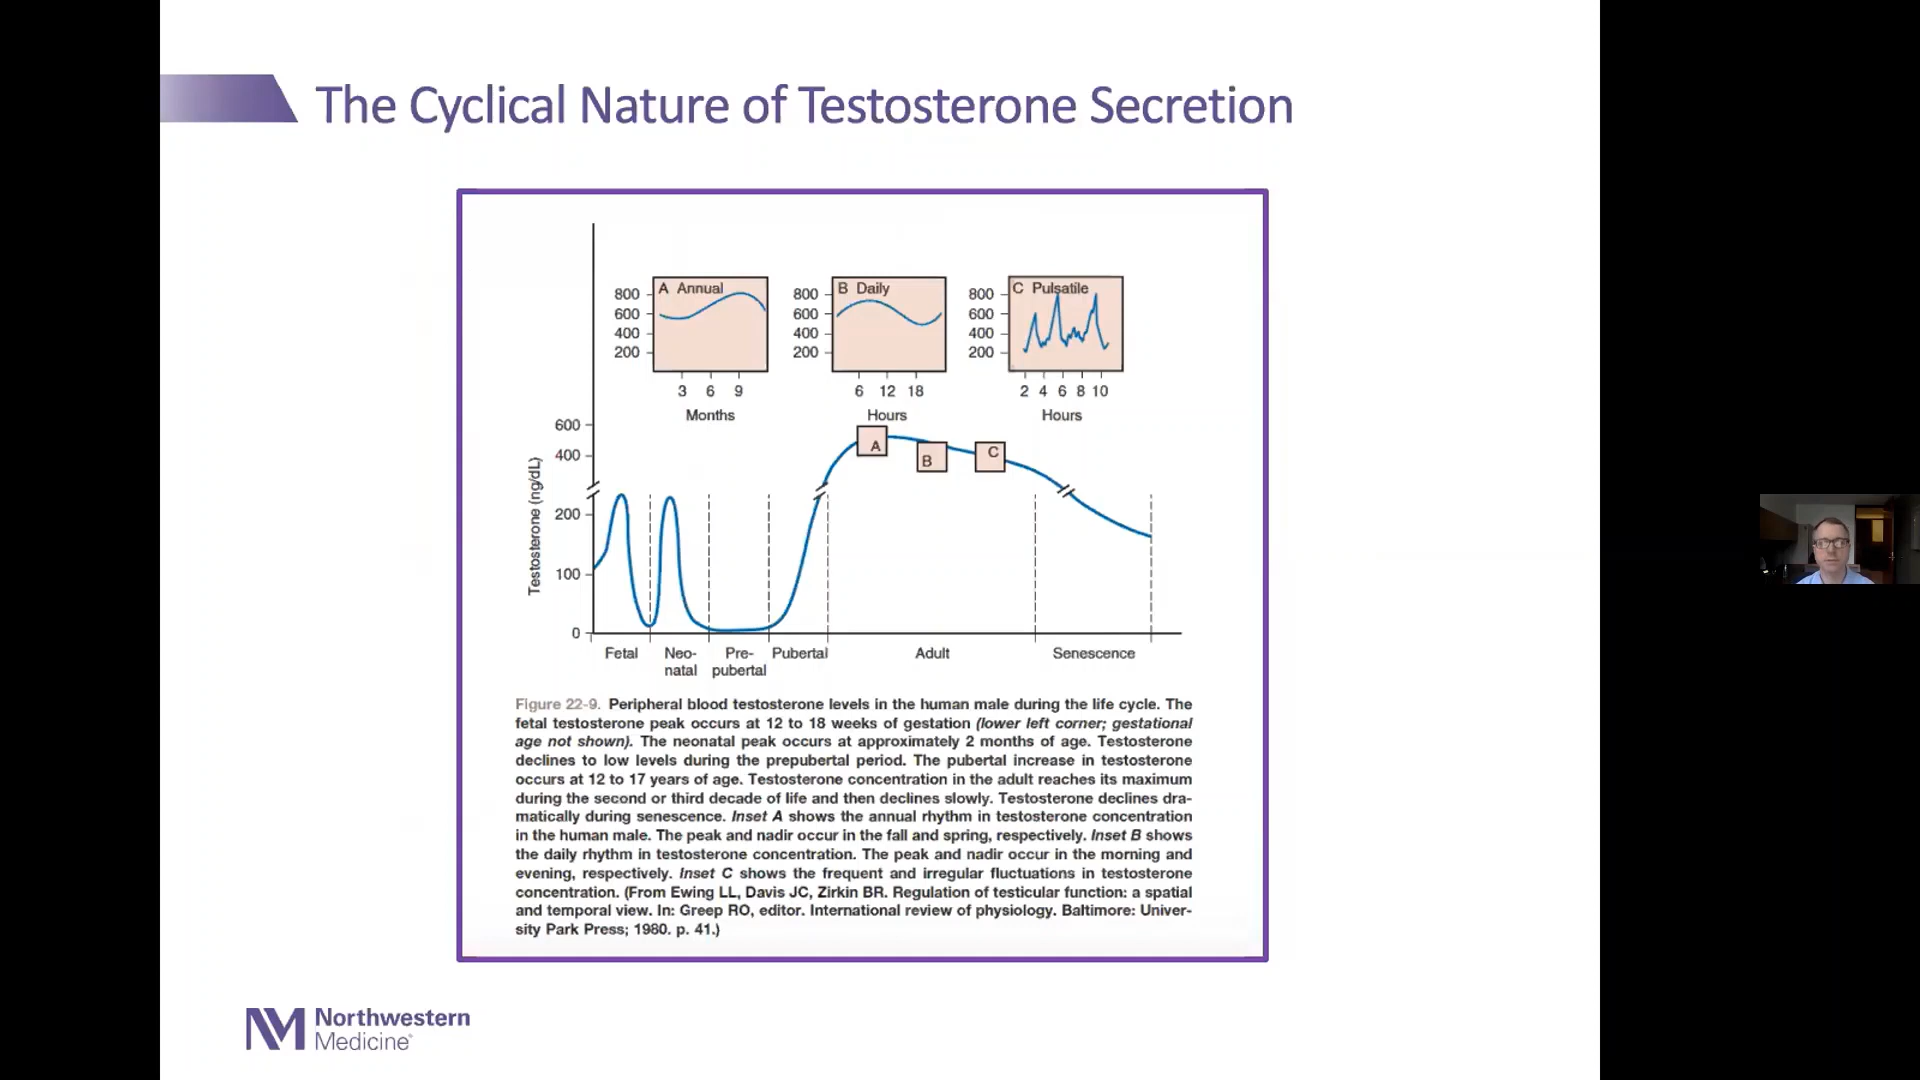 The Cyclical Nature of Testosterone Secretion
A Annual
800
600
400
200
3 6 9
Months
B Daily
800
600
400
200
6 12 18
Hours
C Pulsatile
800
600
400
200
2 4 6 8 10
Hours
Testosterone (ng/dL)
600
400
200
100
0
A
B
C
Fetal
Neo-
natal
Pre-
pubertal
Pubertal
Adult
Senescence
Figure 22-9. Peripheral blood testosterone levels in the human male during the life cycle. The
fetal testosterone peak occurs at 12 to 18 weeks of gestation (lower left corner; gestational
age not shown). The neonatal peak occurs at approximately 2 months of age. Testosterone
declines to low levels during the prepubertal period. The pubertal increase in testosterone
occurs at 12 to 17 years of age. Testosterone concentration in the adult reaches its maximum
during the second or third decade of life and then declines slowly. Testosterone declines dra-
matically during senescence. Inset A shows the annual rhythm in testosterone concentration
in the human male. The peak and nadir occur in the fall and spring, respectively. Inset B shows
the daily rhythm in testosterone concentration. The peak and nadir occur in the morning and
evening, respectively. Inset C shows the frequent and irregular fluctuations in testosterone
concentration. (From Ewing LL, Davis JC, Zirkin BR. Regulation of testicular function: a spatial
and temporal view. In: Greep RO, editor. International review of physiology. Baltimore: Univer-
sity Park Press; 1980. p. 41.)
NM
Northwestern
Medicine